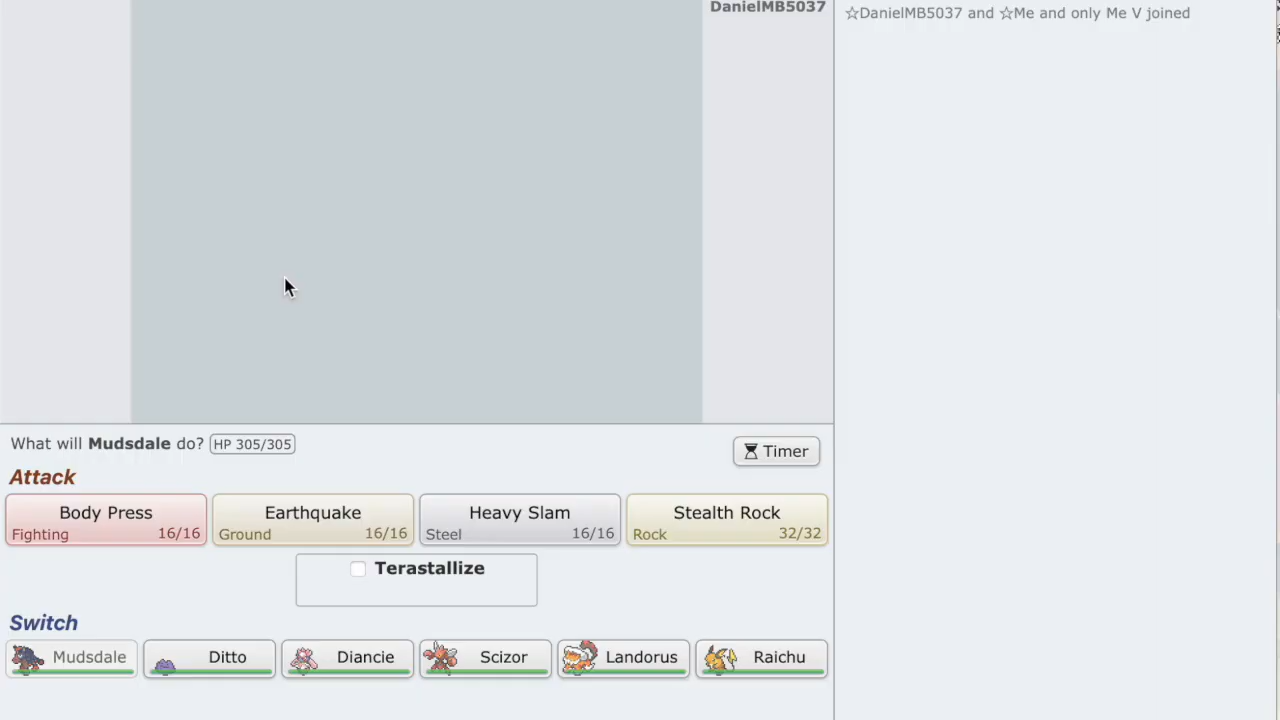 DanielMB5037
☆DanielMB5037 and ☆Me and only Me V joined
What will Mudsdale do? HP 305/305
Timer
Attack
Body Press
Fighting 16/16
Earthquake
Ground 16/16
Heavy Slam
Steel 16/16
Stealth Rock
Rock 32/32
Terastallize
Switch
Mudsdale
Ditto
Diancie
Scizor
Landorus
Raichu